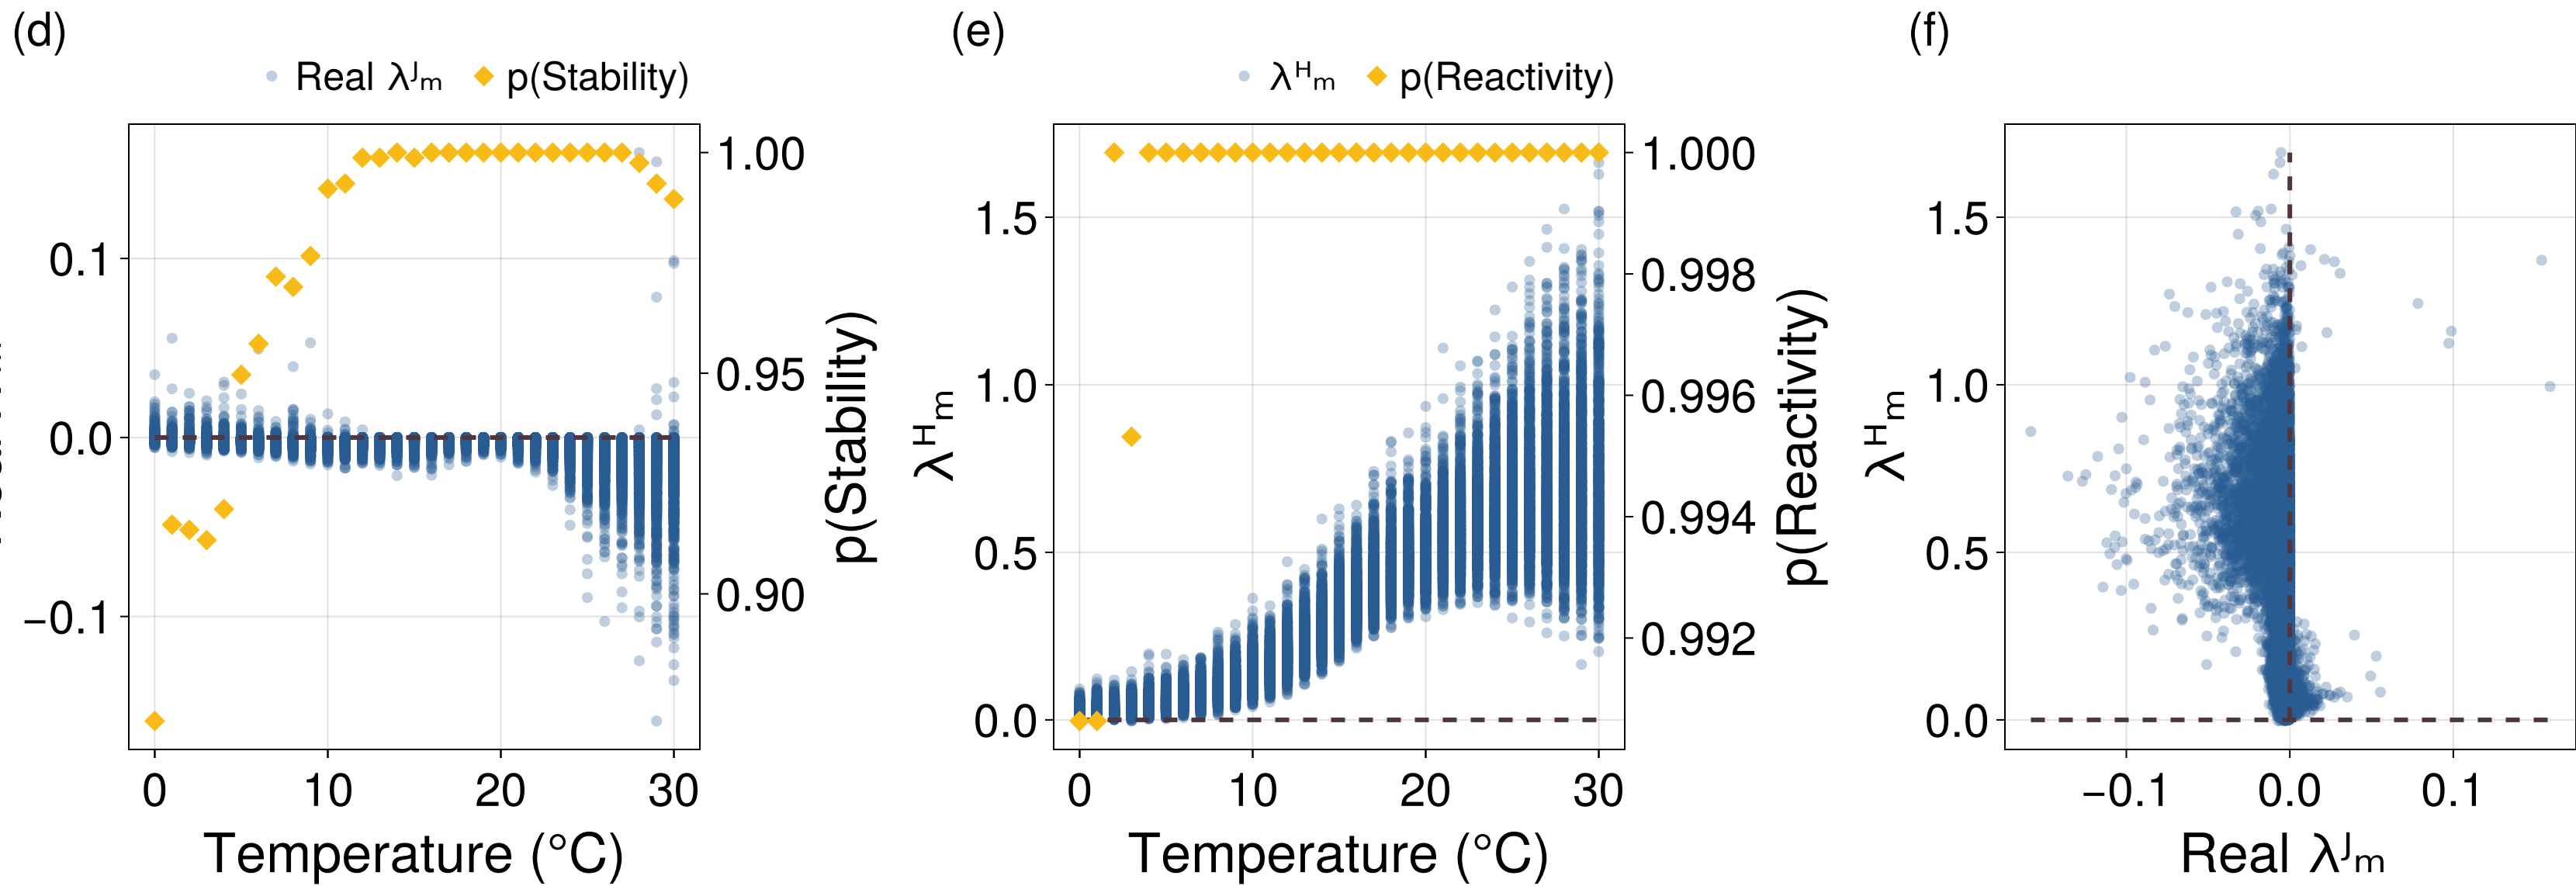 (d)
Real λᴶₘ p(Stability)
0.1
0.0
−0.1
1.00
0.95
0.90
p(Stability)
0 10 20 30
Temperature (°C)
(e)
λᴴₘ p(Reactivity)
λᴴₘ
1.5
1.0
0.5
0.0
1.000
0.998
0.996
0.994
0.992
p(Reactivity)
0 10 20 30
Temperature (°C)
(f)
λᴴₘ
1.5
1.0
0.5
0.0
−0.1 0.0 0.1
Real λᴶₘ